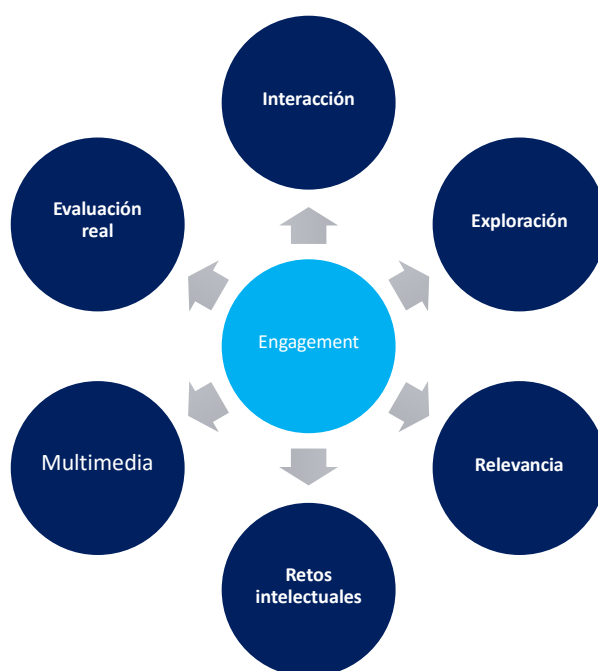 Interacción
Evaluación
real
Exploración
Engagement
Multimedia
Relevancia
Retos
intelectuales